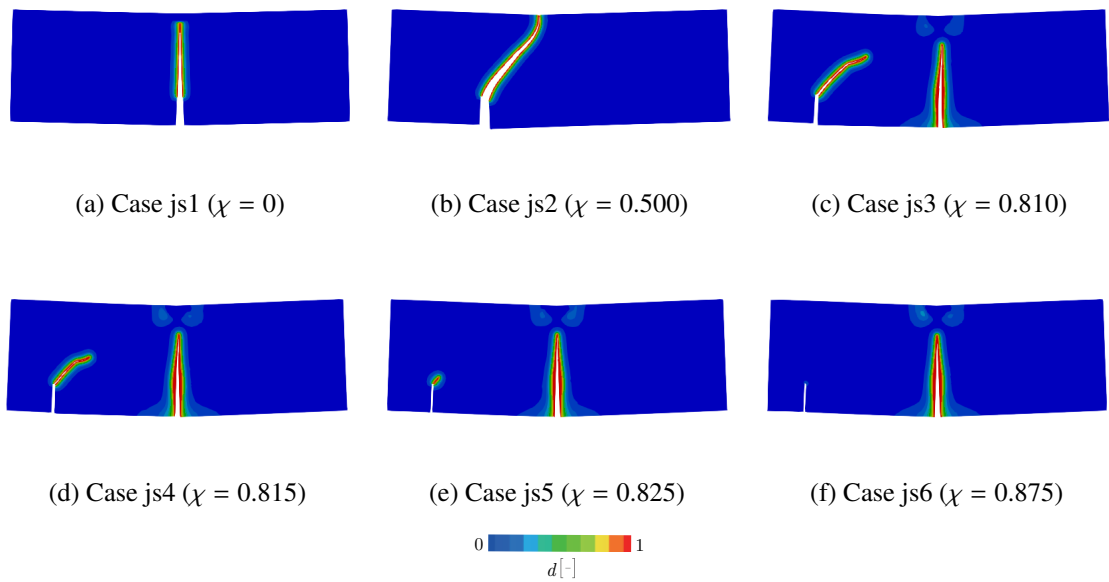 (a) Case js1 (χ = 0)
(b) Case js2 (χ = 0.500)
(c) Case js3 (χ = 0.810)
(d) Case js4 (χ = 0.815)
(e) Case js5 (χ = 0.825)
(f) Case js6 (χ = 0.875)
0 1
d[-]